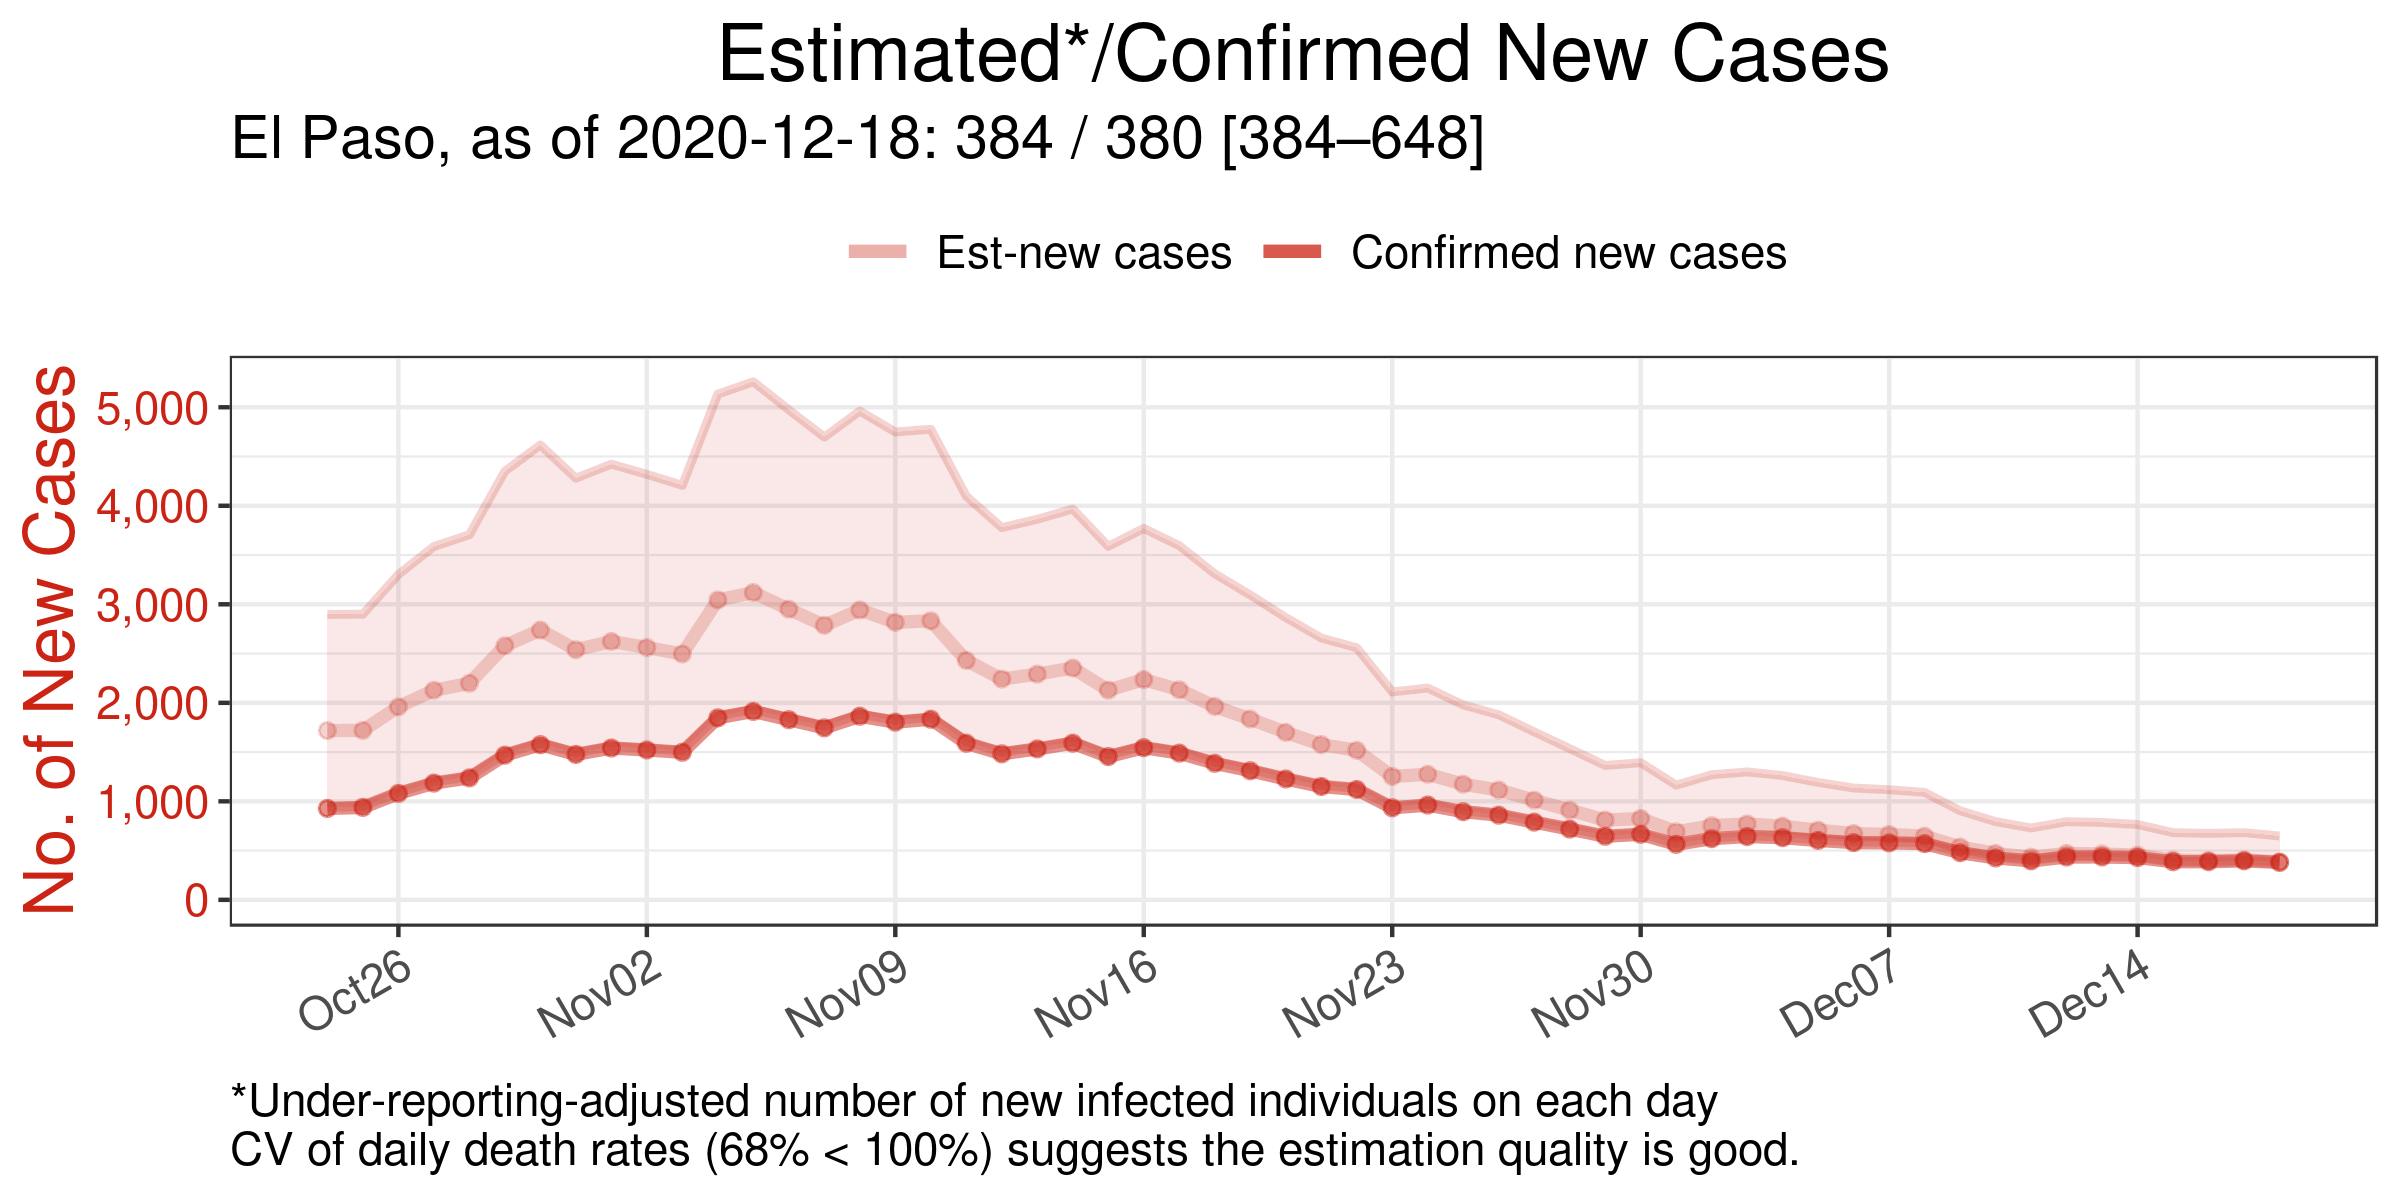 Estimated*/Confirmed New Cases
El Paso, as of 2020-12-18: 384 / 380 [384–648]
Est-new cases
Confirmed new cases
No. of New Cases
5,000
4,000
3,000
2,000
1,000
0
Oct26
Nov02
Nov09
Nov16
Nov23
Nov30
Dec07
Dec14
*Under-reporting-adjusted number of new infected individuals on each day
CV of daily death rates (68% < 100%) suggests the estimation quality is good.